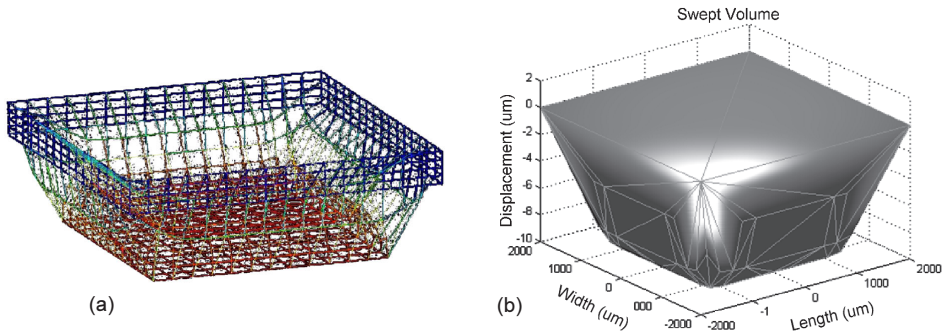 (a)
Swept Volume
Displacement (um)
2
0
-2
-4
-6
-8
-10
2000
1000
0
000
-2000
Width (um)
-2000
-1
0
1000
2000
Length (um)
(b)